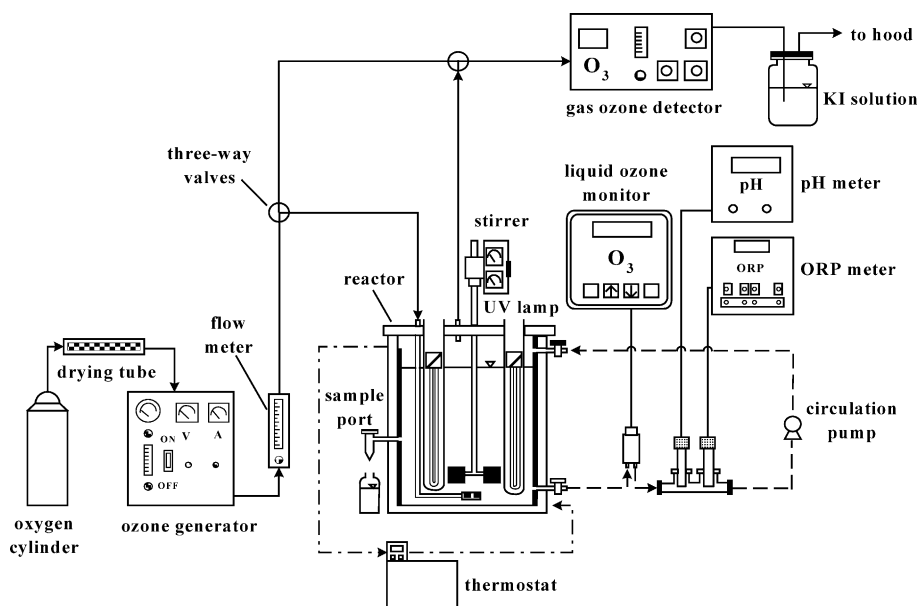 to hood
O3
gas ozone detector
KI solution
three-way
valves
liquid ozone
monitor
pH
pH meter
stirrer
O3
ORP
ORP meter
reactor
UV lamp
flow
meter
drying tube
sample
port
circulation
pump
ON V A
OFF
oxygen
cylinder
ozone generator
thermostat